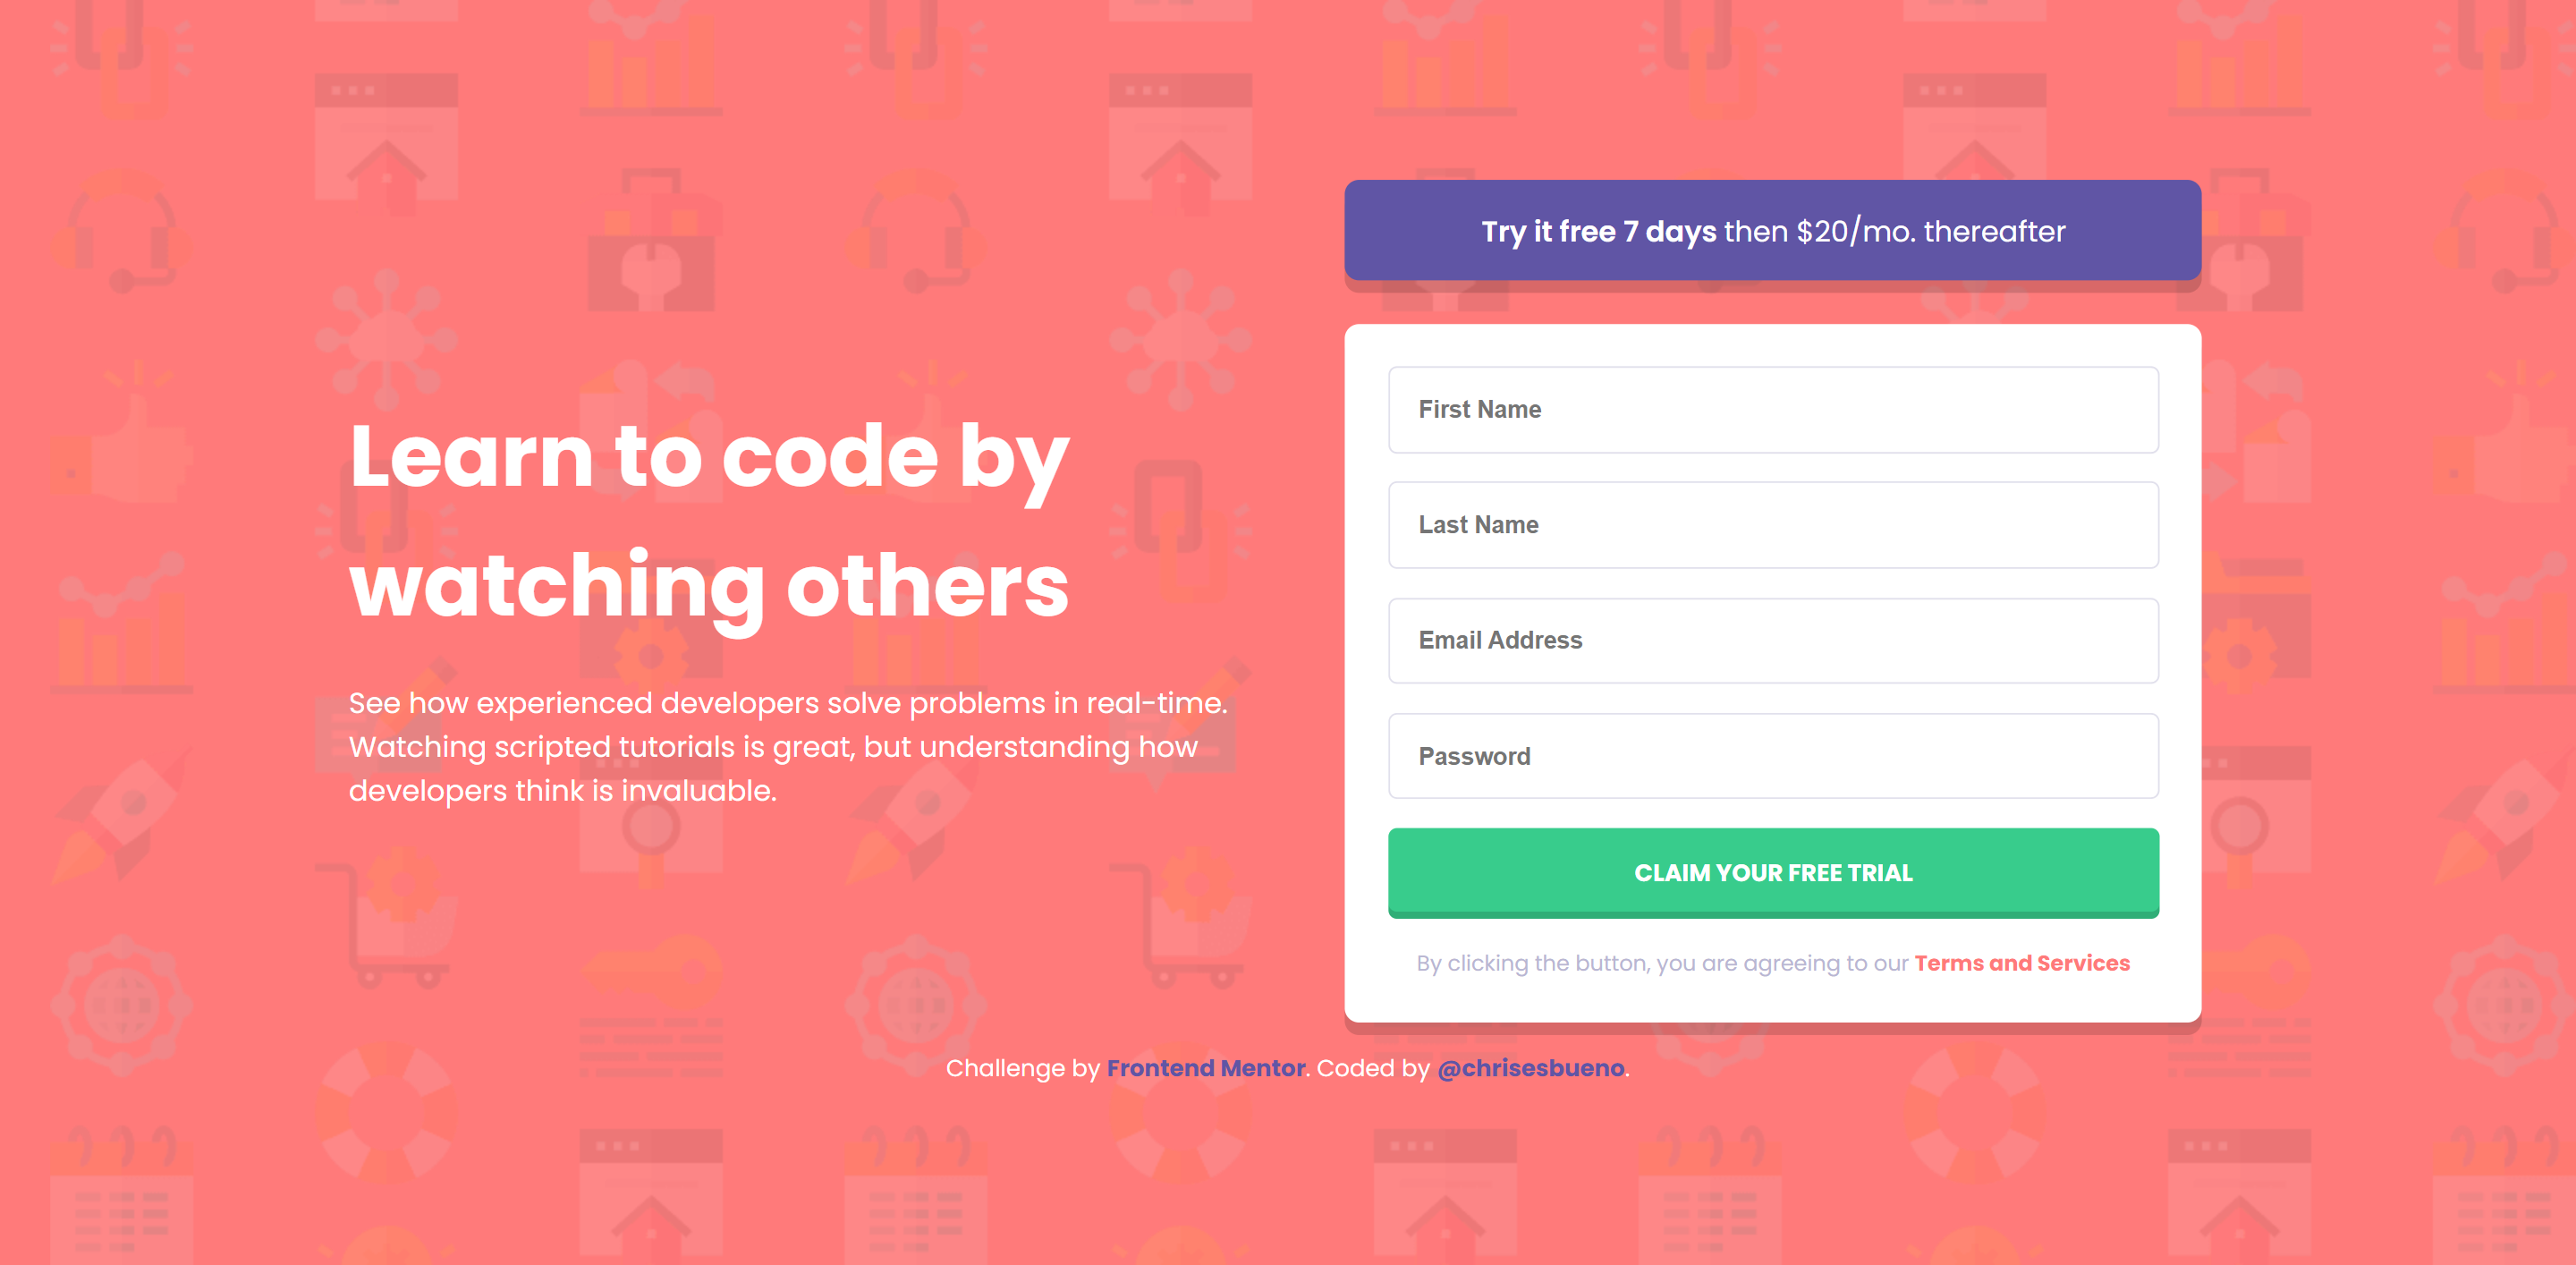 Learn to code by
watching others
See how experienced developers solve problems in real-time.
Watching scripted tutorials is great, but understanding how
developers think is invaluable.
Try it free 7 days then $20/mo. thereafter
First Name
Last Name
Email Address
Password
CLAIM YOUR FREE TRIAL
By clicking the button, you are agreeing to our Terms and Services
Challenge by Frontend Mentor. Coded by @chrisesbueno.